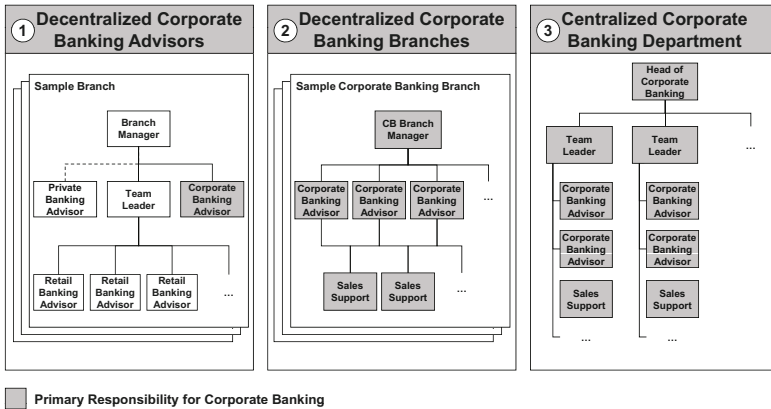 1
Decentralized Corporate
Banking Advisors
Sample Branch
Branch
Manager
Private
Banking
Advisor
Team
Leader
Corporate
Banking
Advisor
Retail
Banking
Advisor
Retail
Banking
Advisor
Retail
Banking
Advisor
...
2
Decentralized Corporate
Banking Branches
Sample Corporate Banking Branch
CB Branch
Manager
Corporate
Banking
Advisor
Corporate
Banking
Advisor
Corporate
Banking
Advisor
...
Sales
Support
Sales
Support
...
3
Centralized Corporate
Banking Department
Head of
Corporate
Banking
Team
Leader
Team
Leader
...
Corporate
Banking
Advisor
Corporate
Banking
Advisor
Corporate
Banking
Advisor
Corporate
Banking
Advisor
Sales
Support
Sales
Support
...
...
Primary Responsibility for Corporate Banking